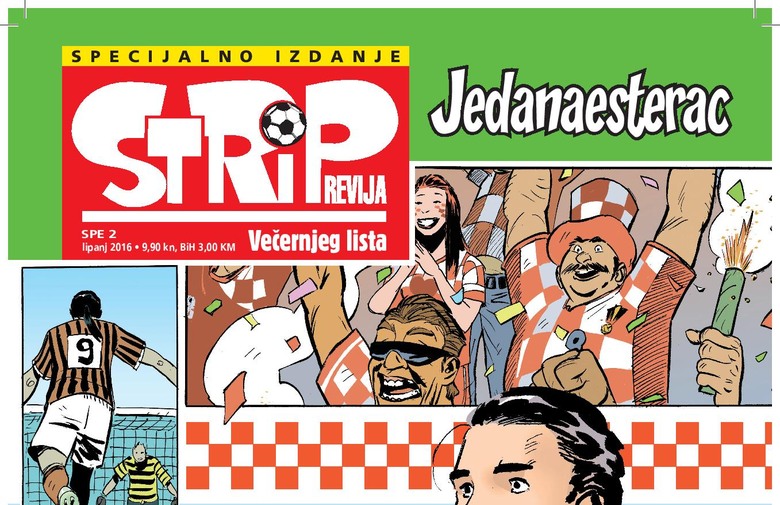 SPECIJALNO IZDANJE
STRiP
REVIJA
SPE 2
lipanj 2016 • 9,90 kn, BiH 3,00 KM
Večernjeg lista
Jedanaesterac
9